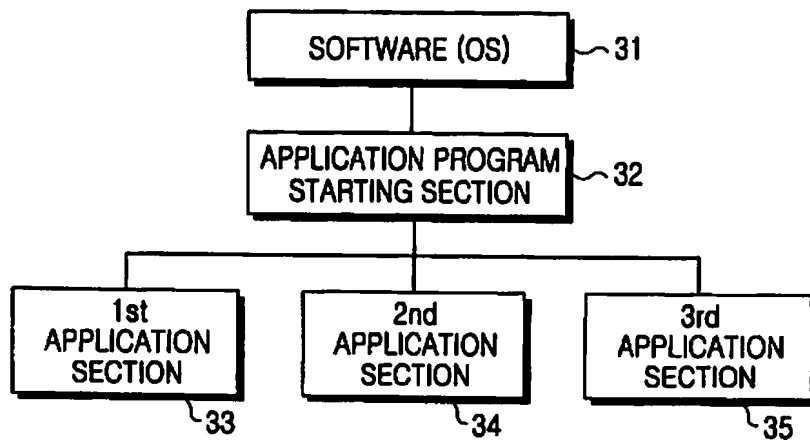 SOFTWARE (OS)
31
APPLICATION PROGRAM
STARTING SECTION
32
1st
APPLICATION
SECTION
33
2nd
APPLICATION
SECTION
34
3rd
APPLICATION
SECTION
35